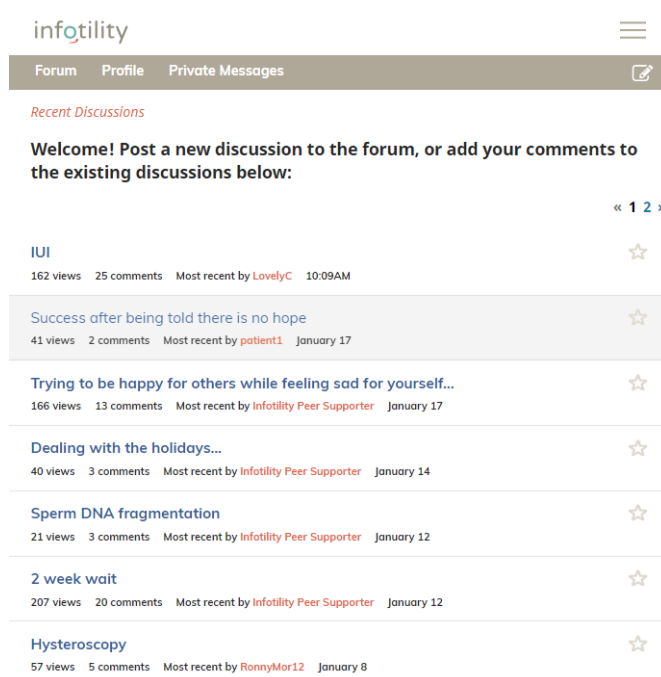 infotility
Forum Profile Private Messages
Recent Discussions
Welcome! Post a new discussion to the forum, or add your comments to
the existing discussions below:
« 1 2 »
IUI
162 views 25 comments Most recent by LovelyC 10:09AM
Success after being told there is no hope
41 views 2 comments Most recent by patient1 January 17
Trying to be happy for others while feeling sad for yourself...
166 views 13 comments Most recent by Infotility Peer Supporter January 17
Dealing with the holidays...
40 views 3 comments Most recent by Infotility Peer Supporter January 14
Sperm DNA fragmentation
21 views 3 comments Most recent by Infotility Peer Supporter January 12
2 week wait
207 views 20 comments Most recent by Infotility Peer Supporter January 12
Hysteroscopy
57 views 5 comments Most recent by RonnyMor12 January 8